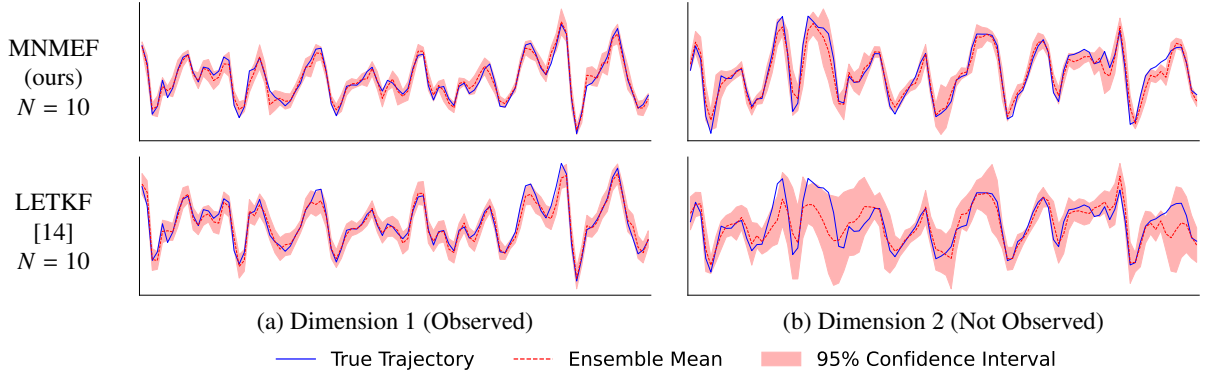 MNMEF
(ours)
N = 10
LETKF
[14]
N = 10
(a) Dimension 1 (Observed)
(b) Dimension 2 (Not Observed)
True Trajectory
Ensemble Mean
95% Confidence Interval